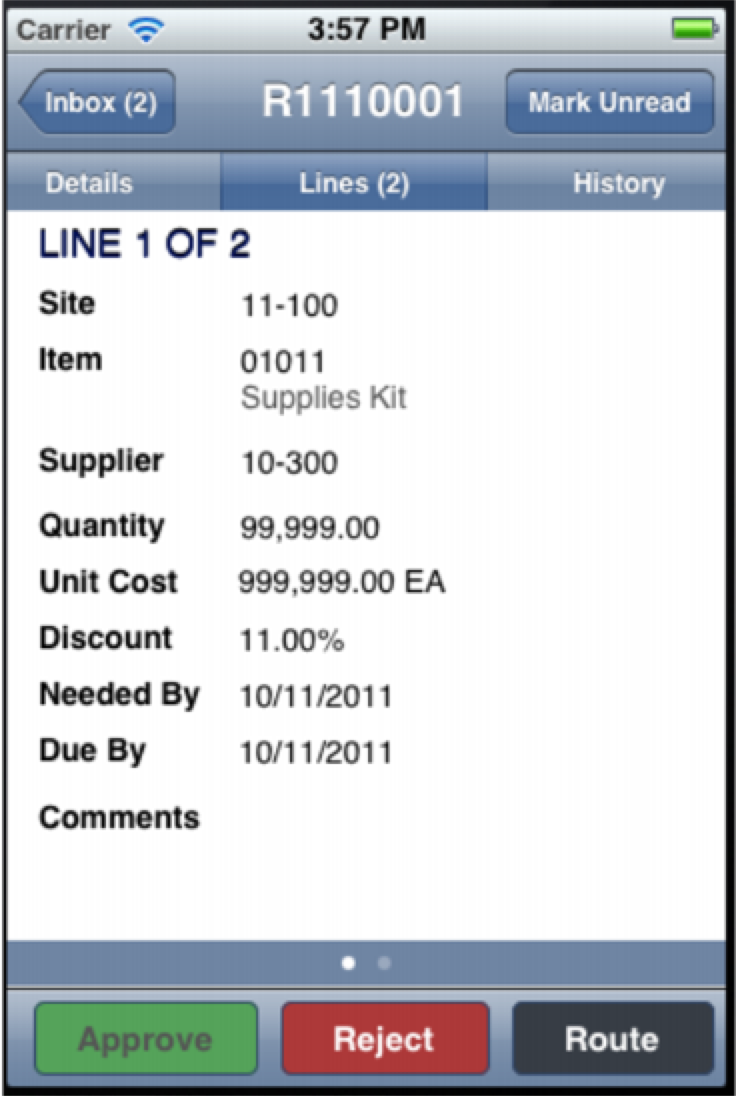 Carrier 3:57 PM
Inbox (2) R1110001 Mark Unread
Details Lines (2) History
LINE 1 OF 2
Site 11-100
Item 01011
Supplies Kit
Supplier 10-300
Quantity 99,999.00
Unit Cost 999,999.00 EA
Discount 11.00%
Needed By 10/11/2011
Due By 10/11/2011
Comments
Approve Reject Route